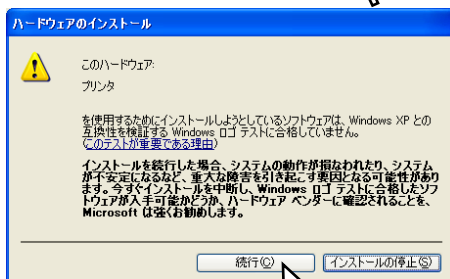 ハードウェアのインストール
このハードウェア:
プリンタ
を使用するためにインストールしようとしているソフトウェアは、Windows XP との
互換性を検証する Windows ロゴ テストに合格していません。
(このテストが重要である理由)
インストールを続行した場合、システムの動作が損なわれたり、システム
が不安定になるなど、重大な障害を引き起こす要因となる可能性があり
ます。今すぐインストールを中断し、Windows ロゴ テストに合格したソフ
トウェアが入手可能かどうか、ハードウェア ベンダーに確認されることを、
Microsoft は強くお勧めします。
続行(C)
インストールの停止(S)